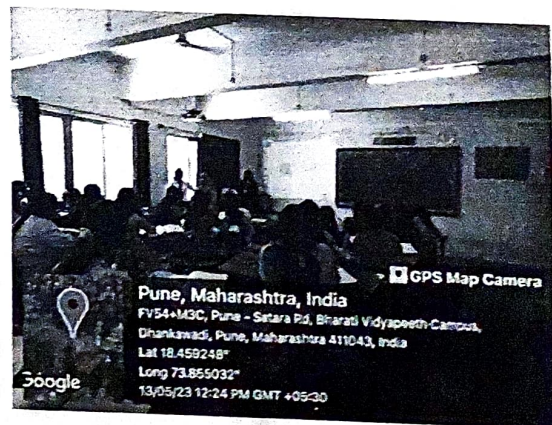 GPS Map Camera
Pune, Maharashtra, India
FV54+M3C, Pune - Satara Rd, Bharati Vidyapeeth Campus,
Dhankawadi, Pune, Maharashtra 411043, India
Lat 18.459248°
Long 73.855032°
13/05/23 12:24 PM GMT +05:30
Google